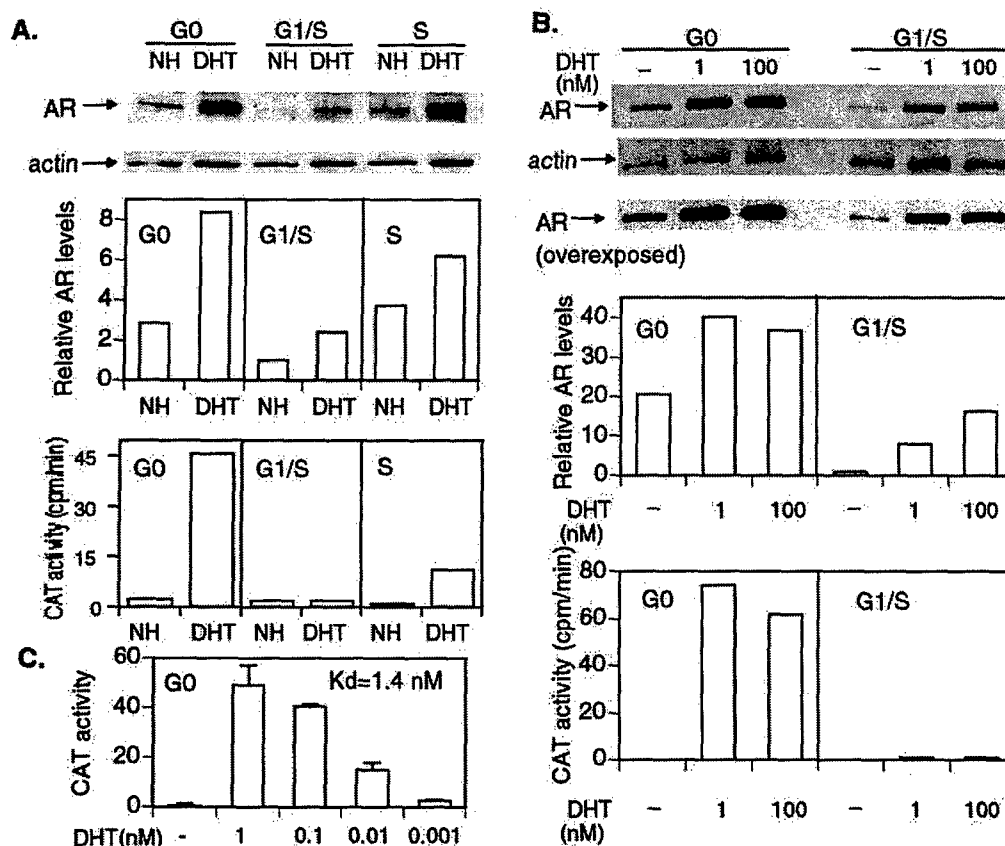 A.
G0 G1/S S
NH DHT NH DHT NH DHT
AR
actin
Relative AR levels
8
6
4
2
0
G0 G1/S S
NH DHT NH DHT NH DHT
CAT activity (cpm/min)
45
30
15
0
G0 G1/S S
NH DHT NH DHT NH DHT
C.
CAT activity
60
40
20
0
G0 Kd=1.4 nM
DHT(nM) - 1 0.1 0.01 0.001
B.
G0 G1/S
DHT (nM) – 1 100 – 1 100
AR
actin
AR
(overexposed)
Relative AR levels
40
30
20
10
0
G0 G1/S
DHT (nM) – 1 100 – 1 100
CAT activity (cpm/min)
80
60
40
20
0
G0 G1/S
DHT (nM) – 1 100 – 1 100